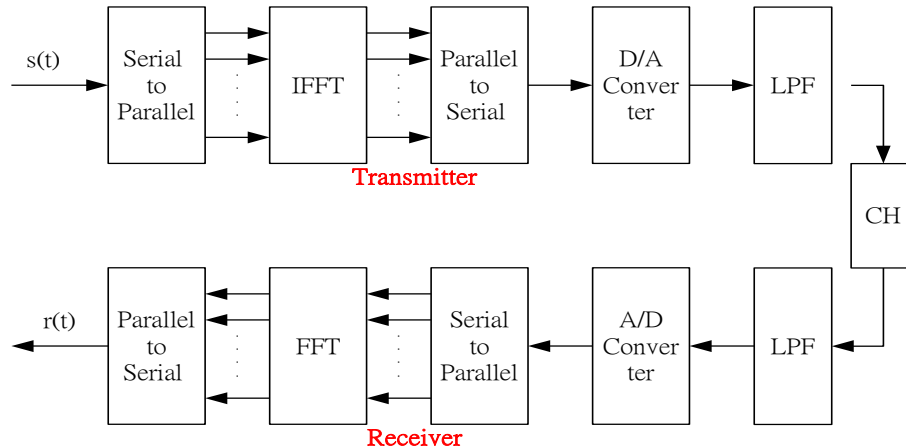 s(t)
Serial
to
Parallel
IFFT
Parallel
to
Serial
D/A
Conver
ter
LPF
Transmitter
CH
r(t)
Parallel
to
Serial
FFT
Serial
to
Parallel
A/D
Conver
ter
LPF
Receiver